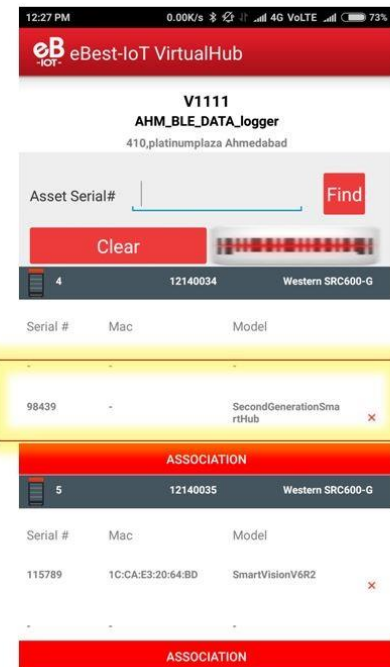 12:27 PM 0.00K/s 4G VoLTE 73%
eB -IOT- eBest-IoT VirtualHub
V1111
AHM_BLE_DATA_logger
410,platinumplaza Ahmedabad
Asset Serial# Find
Clear
4 12140034 Western SRC600-G
Serial # Mac Model
- - -
98439 - SecondGenerationSma
rtHub ×
ASSOCIATION
5 12140035 Western SRC600-G
Serial # Mac Model
115789 1C:CA:E3:20:64:BD SmartVisionV6R2
×
- - -
ASSOCIATION